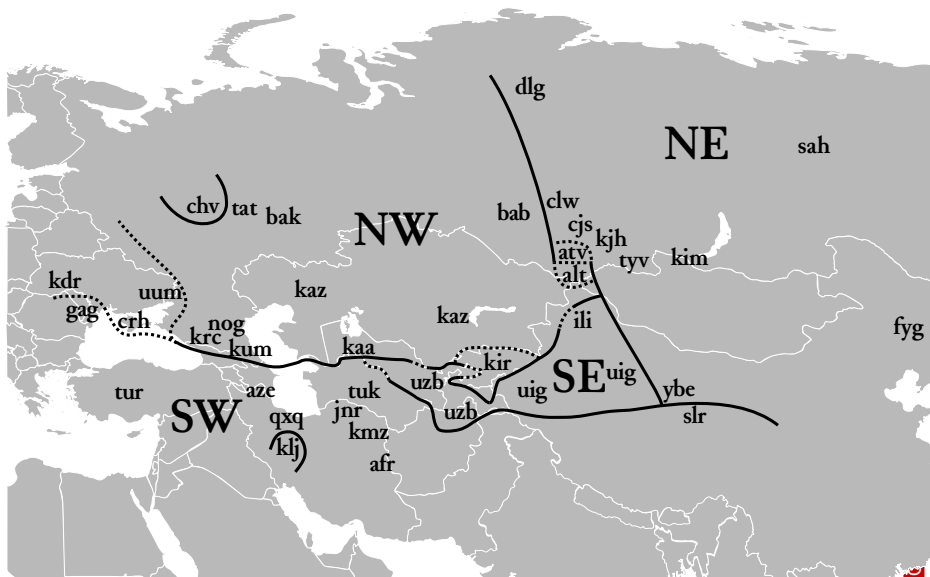 dlg
NE
sah
chv
tat
bak
bab
clw
cjs
kjh
NW
atv
tyv
kim
alt
kdr
uum
gag
crh
kaz
kaz
ili
nog
krc
kum
kaa
fyg
kir
SE
uig
uig
tur
aze
tuk
uzb
ybe
SW
qxq
jnr
uzb
slr
kmz
klj
afr